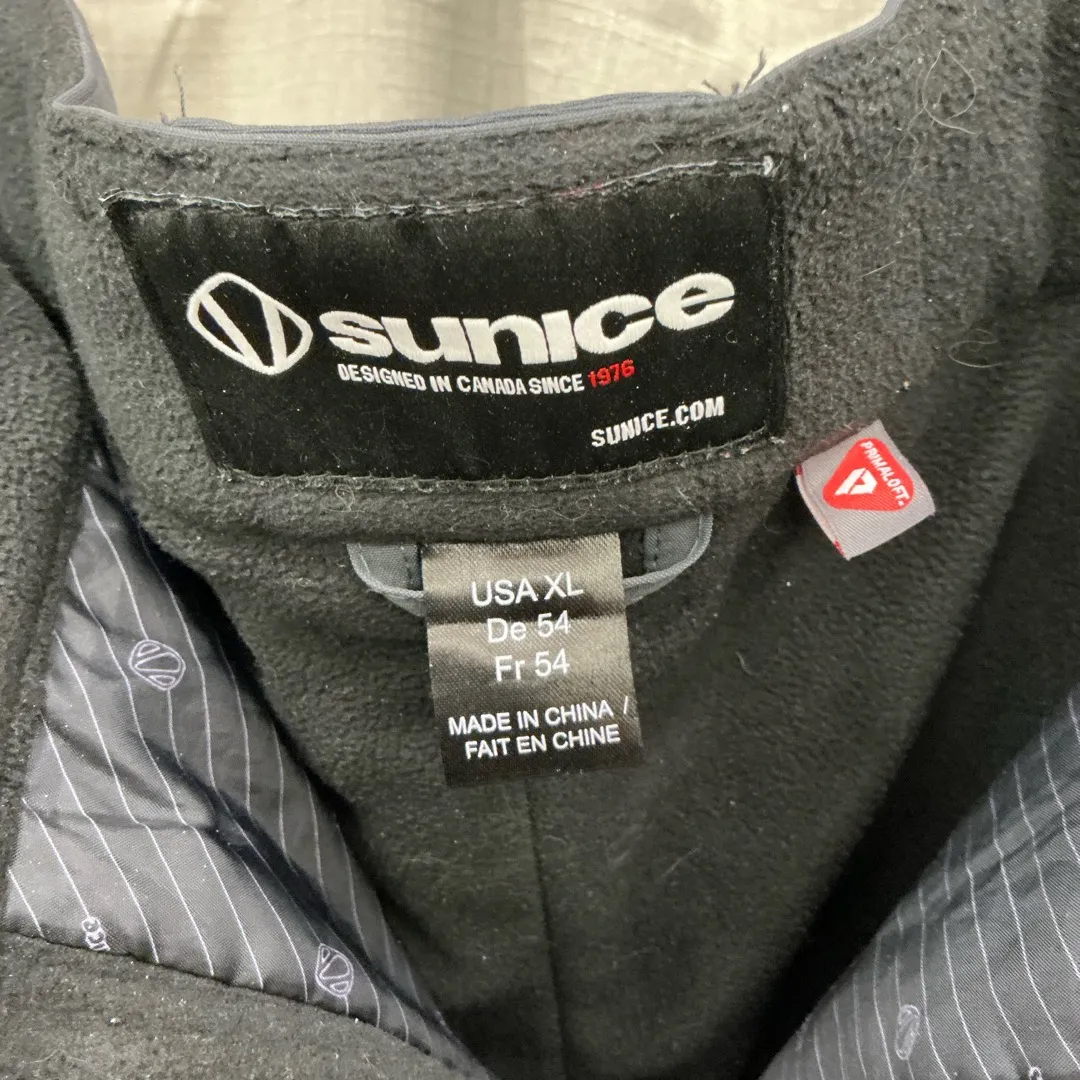 sunice
DESIGNED IN CANADA SINCE 1976
SUNICE.COM
PRIMALOFT
USA XL
De 54
Fr 54
MADE IN CHINA /
FAIT EN CHINE